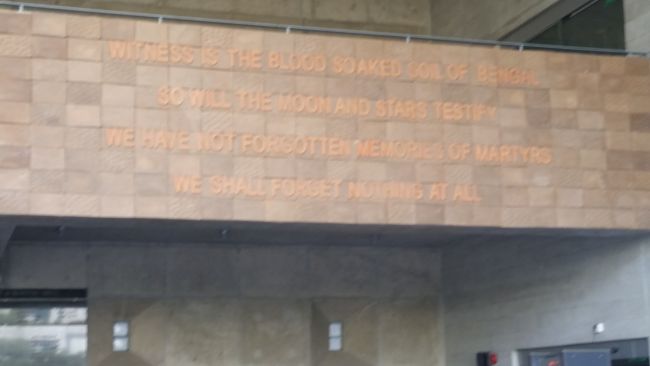 WITNESS IS THE BLOOD SOAKED SOIL OF BENGAL
SO WILL THE MOON AND STARS TESTIFY
WE HAVE NOT FORGOTTEN MEMORIES OF MARTYRS
WE SHALL FORGET NOTHING AT ALL